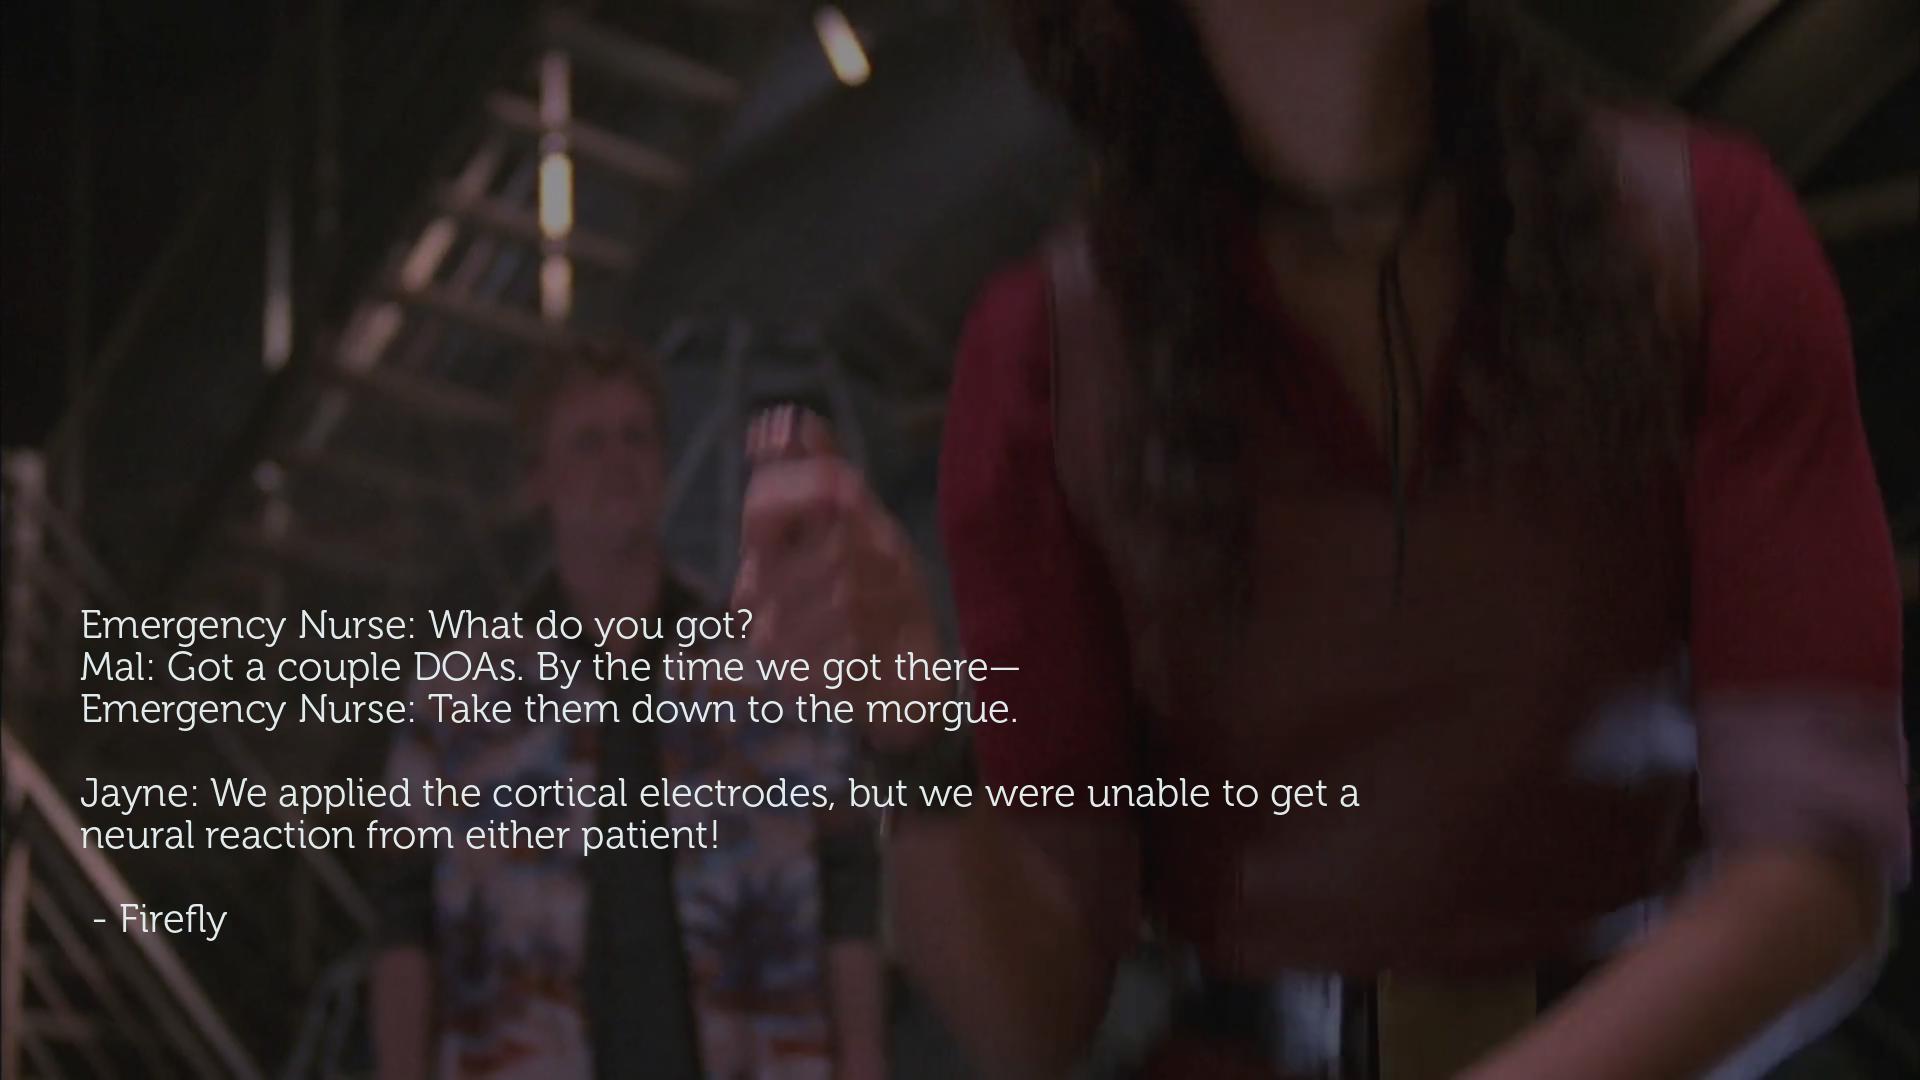 Emergency Nurse: What do you got?
Mal: Got a couple DOAs. By the time we got there—
Emergency Nurse: Take them down to the morgue.
Jayne: We applied the cortical electrodes, but we were unable to get a
neural reaction from either patient!
- Firefly